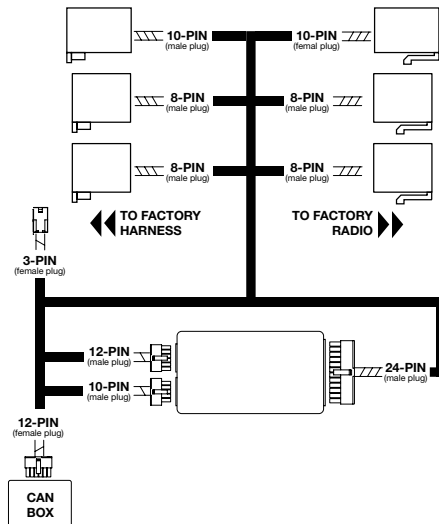 10-PIN
(male plug)
10-PIN
(femal plug)
8-PIN
(male plug)
8-PIN
(male plug)
8-PIN
(male plug)
8-PIN
(male plug)
TO FACTORY
HARNESS
TO FACTORY
RADIO
3-PIN
(female plug)
12-PIN
(male plug)
24-PIN
(male plug)
10-PIN
(male plug)
12-PIN
(female plug)
CAN
BOX